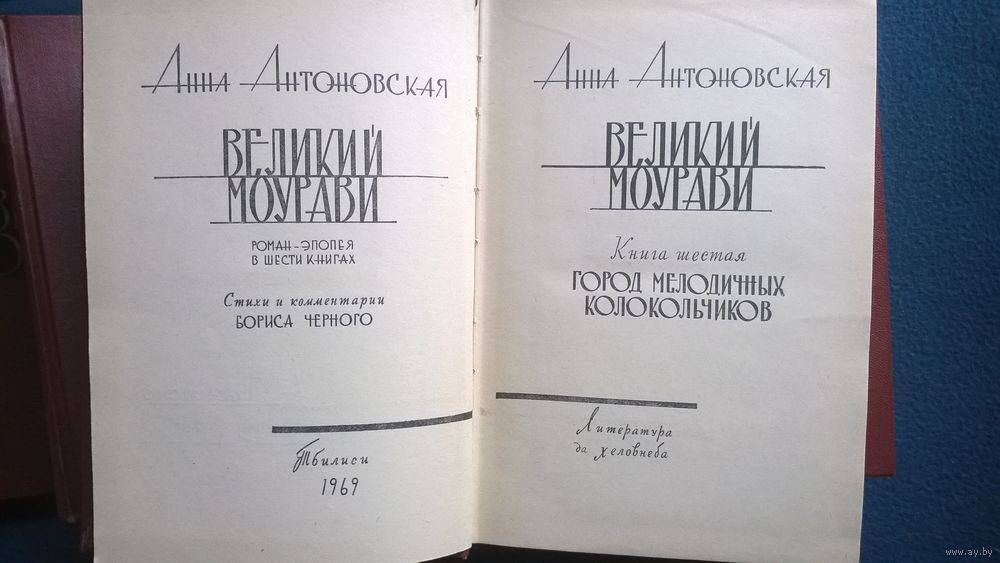 Анна Антоновская
ВЕЛИКИЙ
МОУРАВИ
РОМАН-ЭПОПЕЯ
В ШЕСТИ КНИГАХ
Стихи и комментарии
БОРИСА ЧЕРНОГО
Тбилиси
1969
Анна Антоновская
ВЕЛИКИЙ
МОУРАВИ
Книга шестая
ГОРОД МЕЛОДИЧНЫХ
КОЛОКОЛЬЧИКОВ
Литература
да хеловнеба
www.ay.by